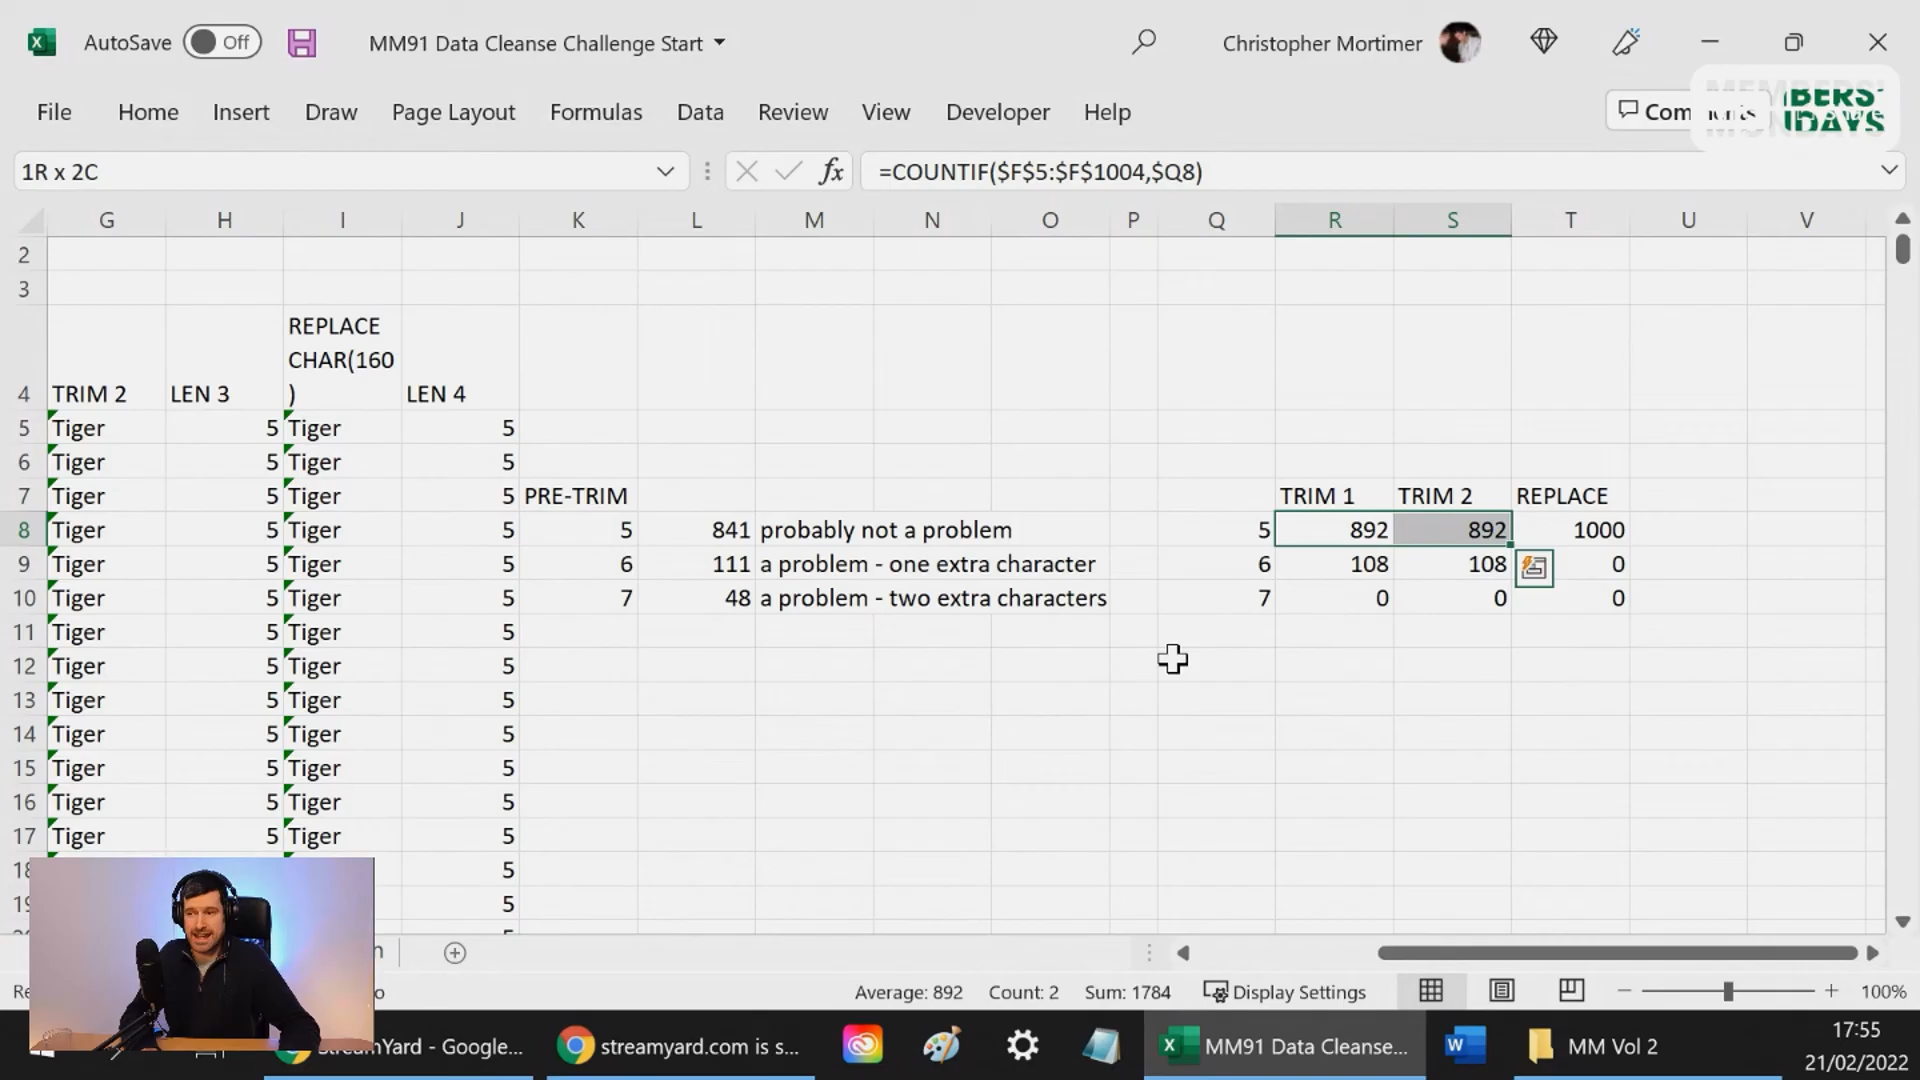 AutoSave Off MM91 Data Cleanse Challenge Start Christopher Mortimer
File Home Insert Draw Page Layout Formulas Data Review View Developer Help
1R x 2C fx =COUNTIF($F$5:$F$1004,$Q8)
G H I J K L M N O P Q R S T U V
2
3
REPLACE
CHAR(160
4 TRIM 2 LEN 3 ) LEN 4
5 Tiger 5 Tiger 5
6 Tiger 5 Tiger 5
7 Tiger 5 Tiger 5 PRE-TRIM TRIM 1 TRIM 2 REPLACE
8 Tiger 5 Tiger 5 5 841 probably not a problem 5 892 892 1000
9 Tiger 5 Tiger 5 6 111 a problem - one extra character 6 108 108 0
10 Tiger 5 Tiger 5 7 48 a problem - two extra characters 7 0 0 0
11 Tiger 5 Tiger 5
12 Tiger 5 Tiger 5
13 Tiger 5 Tiger 5
14 Tiger 5 Tiger 5
15 Tiger 5 Tiger 5
16 Tiger 5 Tiger 5
17 Tiger 5 Tiger 5
18 5
5
Average: 892 Count: 2 Sum: 1784 Display Settings 100%
StreamYard - Google... streamyard.com is s... MM91 Data Cleanse... MM Vol 2 17:55
21/02/2022